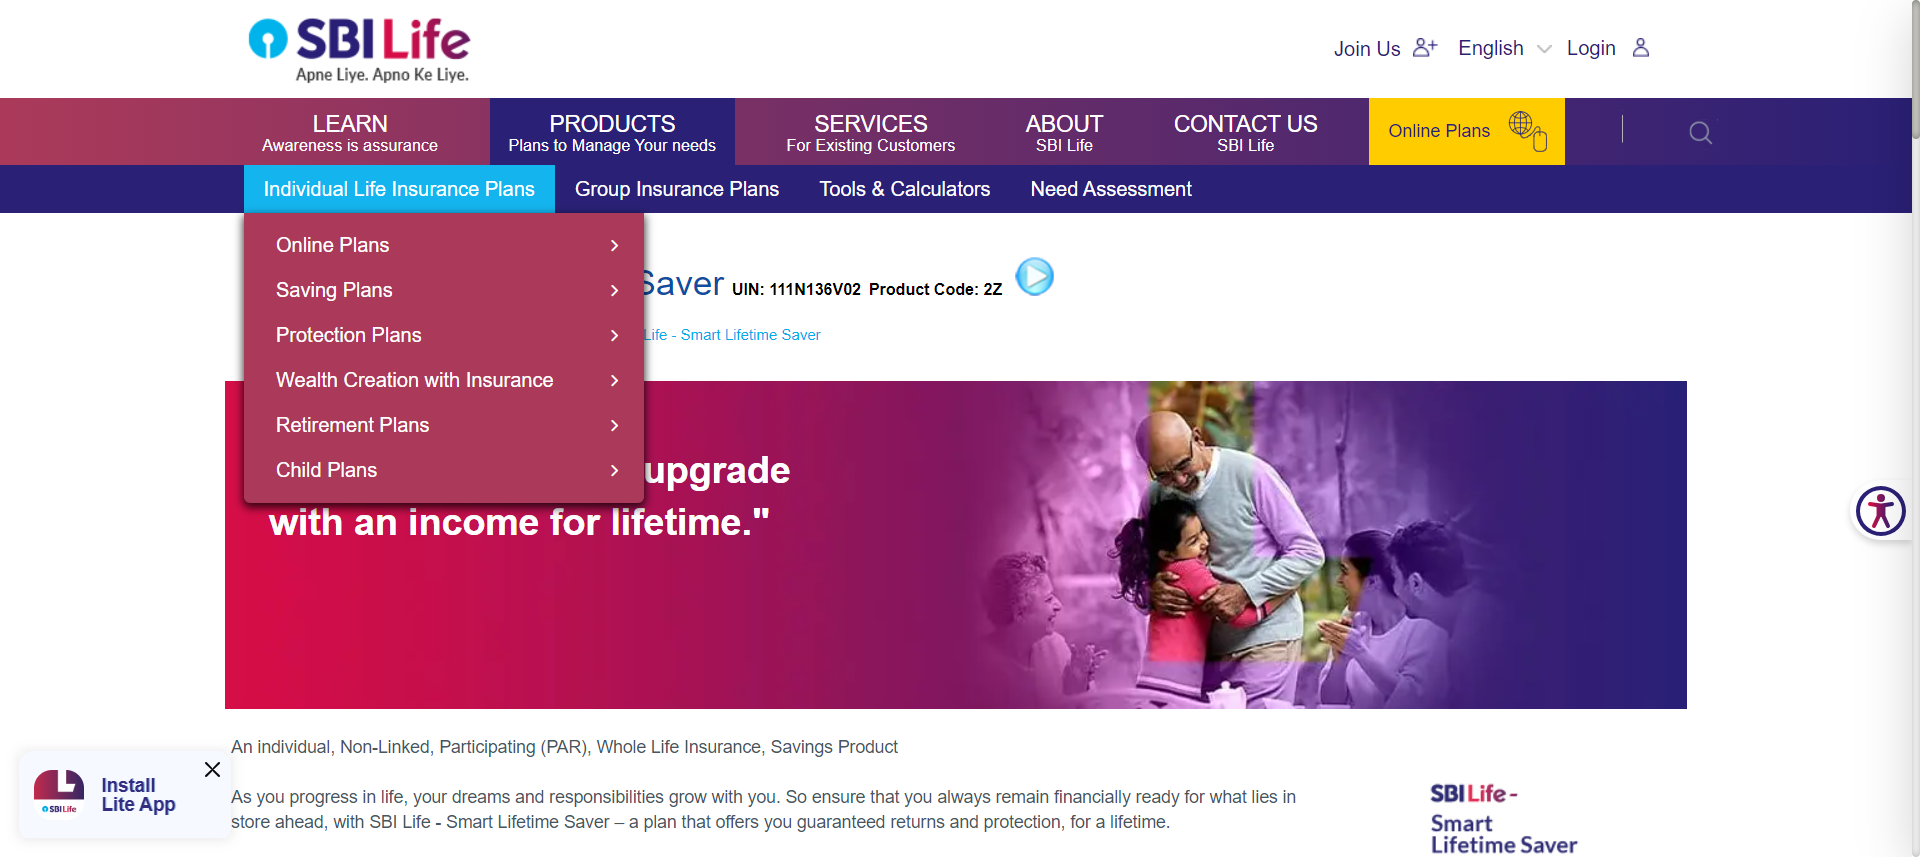 SBI Life
Apne Liye. Apno Ke Liye.
Join Us English Login
LEARN
Awareness is assurance
PRODUCTS
Plans to Manage Your needs
SERVICES
For Existing Customers
ABOUT
SBI Life
CONTACT US
SBI Life
Online Plans
Individual Life Insurance Plans Group Insurance Plans Tools & Calculators Need Assessment
Online Plans
Saving Plans
Protection Plans
Wealth Creation with Insurance
Retirement Plans
Child Plans
Saver UIN: 111N136V02 Product Code: 2Z
Life - Smart Lifetime Saver
upgrade
with an income for lifetime."
An individual, Non-Linked, Participating (PAR), Whole Life Insurance, Savings Product
As you progress in life, your dreams and responsibilities grow with you. So ensure that you always remain financially ready for what lies in
store ahead, with SBI Life - Smart Lifetime Saver – a plan that offers you guaranteed returns and protection, for a lifetime.
SBI Life -
Smart
Lifetime Saver
SBI Life
Install
Lite App